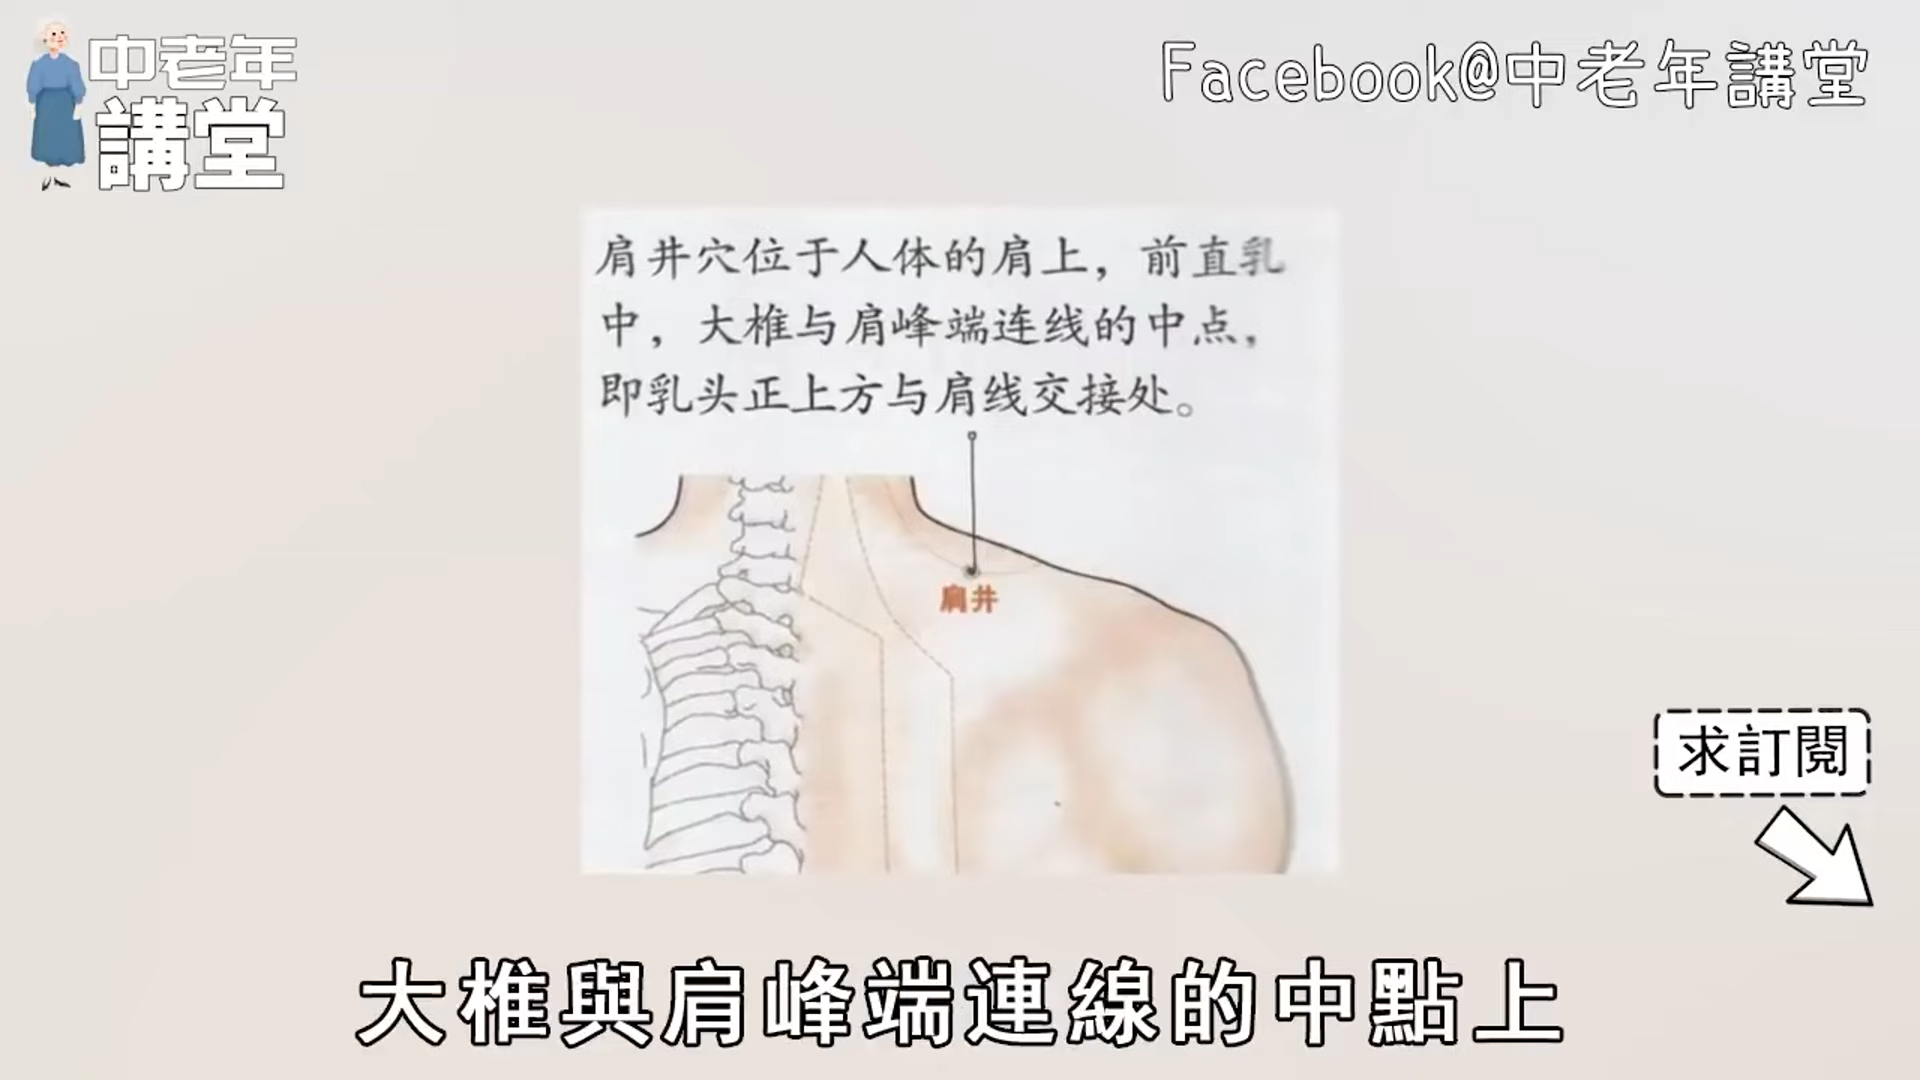 中老年
講堂
Facebook@中老年講堂
肩井穴位于人体的肩上，前直乳
中，大椎与肩峰端连线的中点，
即乳头正上方与肩线交接处。
肩井
求訂閱
大椎與肩峰端連線的中點上